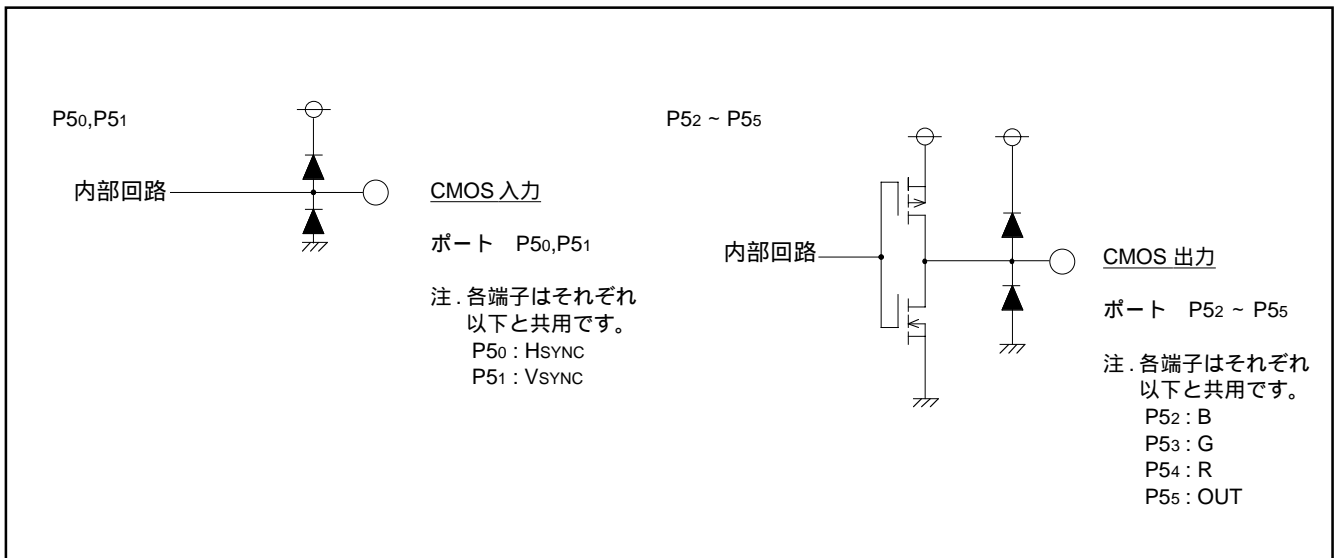 P50,P51
内部回路
CMOS 入力
ポート P50,P51
注．各端子はそれぞれ
以下と共用です。
P50 : HSYNC
P51 : VSYNC
P52 ~ P55
内部回路
CMOS 出力
ポート P52 ~ P55
注．各端子はそれぞれ
以下と共用です。
P52 : B
P53 : G
P54 : R
P55 : OUT